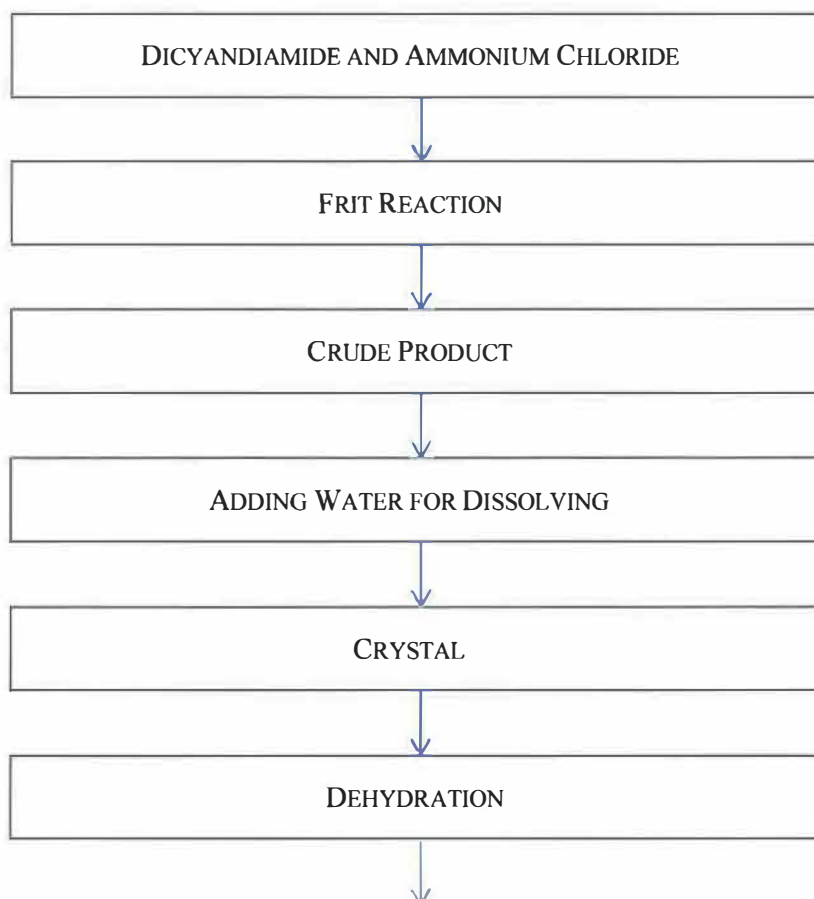 DICYANDIAMIDE AND AMMONIUM CHLORIDE
FRIT REACTION
CRUDE PRODUCT
ADDING WATER FOR DISSOLVING
CRYSTAL
DEHYDRATION